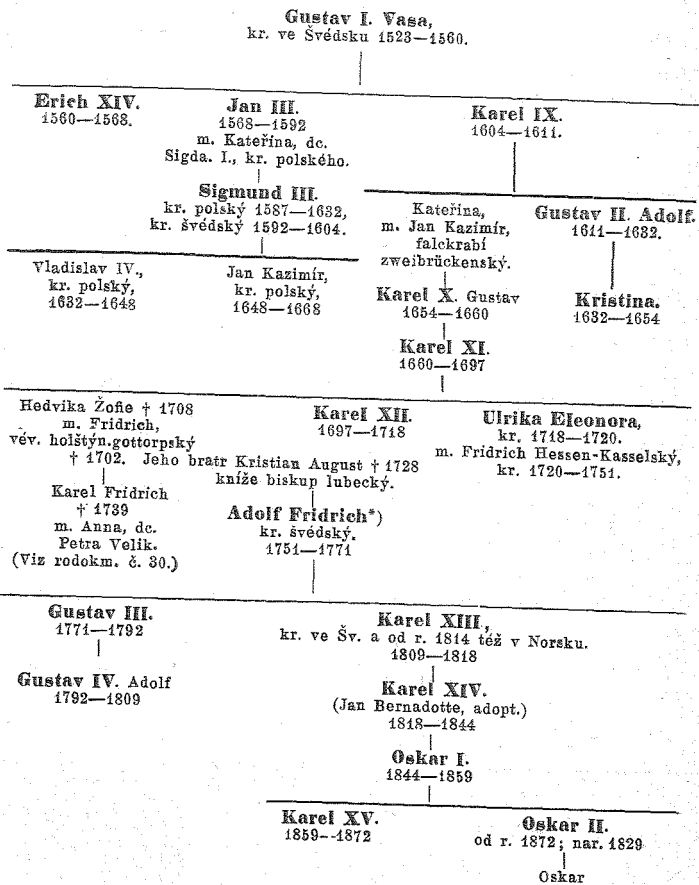 Gustav I. Vasa,
kr. ve Švédsku 1523—1560.
Erich XIV.
1560—1568.
Jan III.
1568—1592
m. Kateřina, dc.
Sigda. I., kr. polského.
Sigmund III.
kr. polský 1587—1632,
kr. švédský 1592—1604.
Karel IX.
1604—1611.
Kateřina,
m. Jan Kazimír,
falckrabí
zweibrückenský.
Karel X. Gustav
1654—1660
Karel XI.
1660—1697
Gustav II. Adolf.
1611—1632.
Kristina.
1632—1654
Vladislav IV.,
kr. polský,
1632—1648
Jan Kazimír,
kr. polský,
1648—1668
Hedvika Žofie † 1708
m. Fridrich,
vév. holštýn.gottorpský
† 1702. Jeho bratr Kristian August † 1728
kníže biskup lubecký.
Karel Fridrich
† 1739
m. Anna, dc.
Petra Velik.
(Viz rodokm. č. 30.)
Karel XII.
1697—1718
Adolf Fridrich*)
kr. švédský.
1751—1771
Ulrika Eleonora,
kr. 1718—1720.
m. Fridrich Hessen-Kasselský,
kr. 1720—1751.
Gustav III.
1771—1792
Gustav IV. Adolf
1792—1809
Karel XIII,
kr. ve Šv. a od r. 1814 též v Norsku.
1809—1818
Karel XIV.
(Jan Bernadotte, adopt.)
1818—1844
Oskar I.
1844—1859
Karel XV.
1859--1872
Oskar II.
od r. 1872; nar. 1829
Oskar